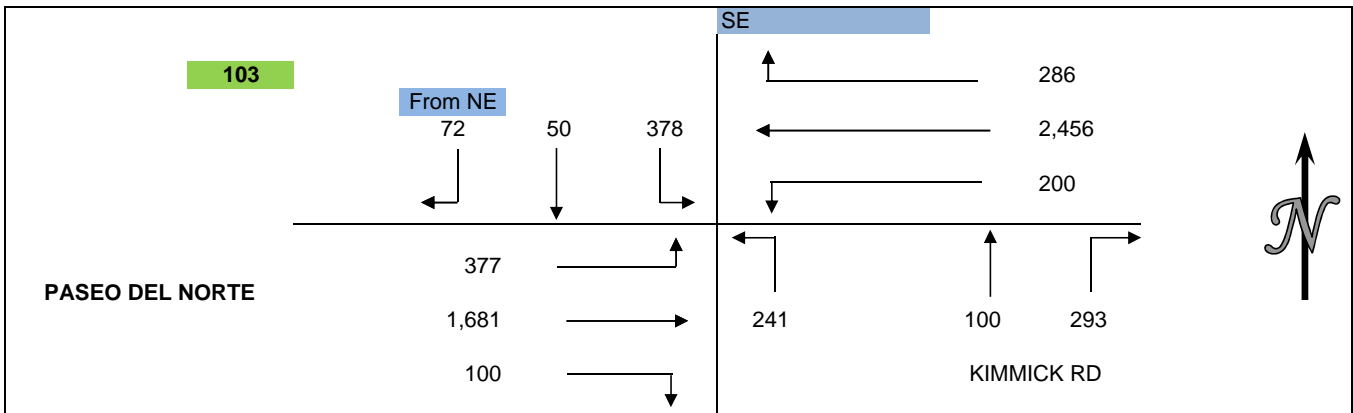 SE
103
286
From NE
72 50 378
2,456
200
N
377
PASEO DEL NORTE
1,681
241 100 293
100
KIMMICK RD